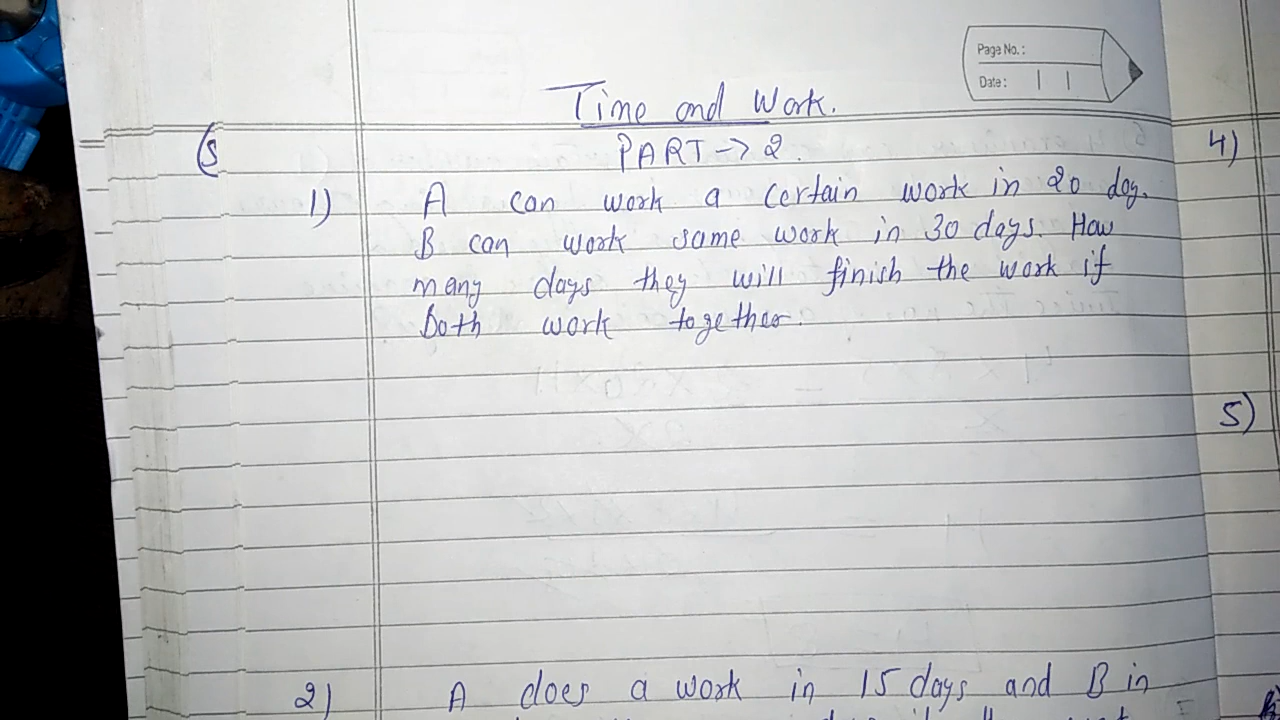 Page No.:
Date:
Time and Work.
PART → 2.
1) A can work a certain work in 20 day.
B can work same work in 30 days. How
many days they will finish the work if
both work together.
2) A does a work in 15 days and B in
4)
5)